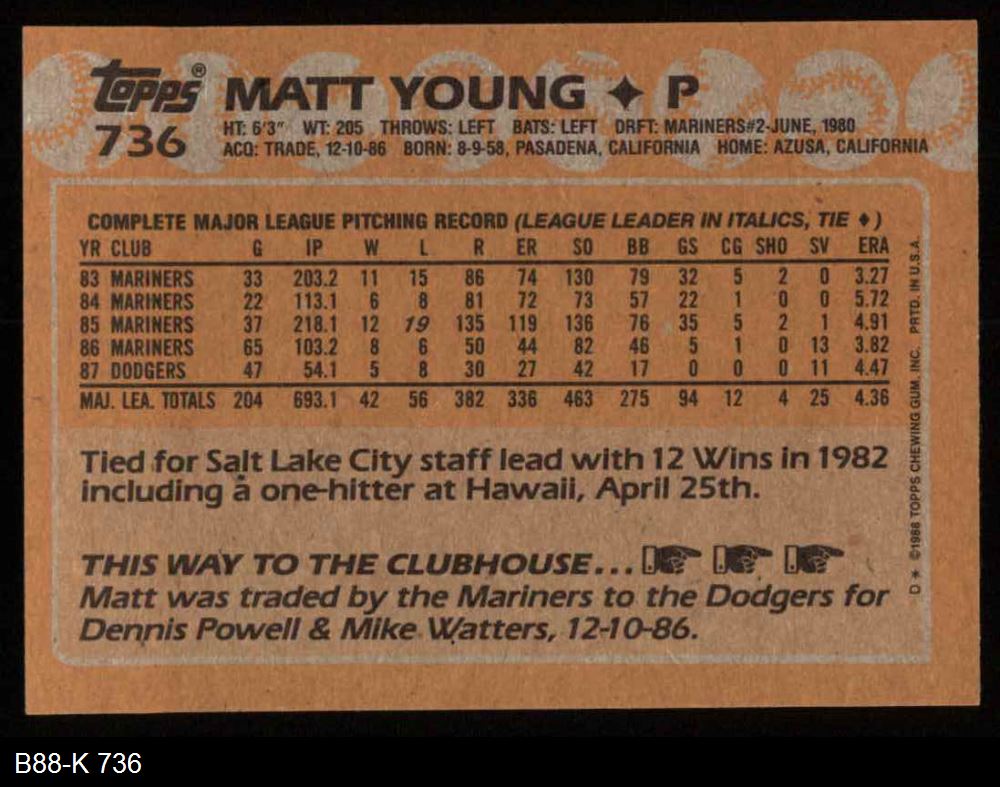 topps® MATT YOUNG ✦ P
736 HT: 6'3" WT: 205 THROWS: LEFT BATS: LEFT DRFT: MARINERS#2-JUNE, 1980
ACQ: TRADE, 12-10-86 BORN: 8-9-58, PASADENA, CALIFORNIA HOME: AZUSA, CALIFORNIA
COMPLETE MAJOR LEAGUE PITCHING RECORD (LEAGUE LEADER IN ITALICS, TIE ♦)
YR CLUB G IP W L R ER SO BB GS CG SHO SV ERA
83 MARINERS 33 203.2 11 15 86 74 130 79 32 5 2 0 3.27
84 MARINERS 22 113.1 6 8 81 72 73 57 22 1 0 0 5.72
85 MARINERS 37 218.1 12 19 135 119 136 76 35 5 2 1 4.91
86 MARINERS 65 103.2 8 6 50 44 82 46 5 1 0 13 3.82
87 DODGERS 47 54.1 5 8 30 27 42 17 0 0 0 11 4.47
MAJ. LEA. TOTALS 204 693.1 42 56 382 336 463 275 94 12 4 25 4.36
Tied for Salt Lake City staff lead with 12 Wins in 1982
including a one-hitter at Hawaii, April 25th.
THIS WAY TO THE CLUBHOUSE...
Matt was traded by the Mariners to the Dodgers for
Dennis Powell & Mike Watters, 12-10-86.
D* ©1988 TOPPS CHEWING GUM, INC. PRTD. IN U.S.A.
B88-K 736